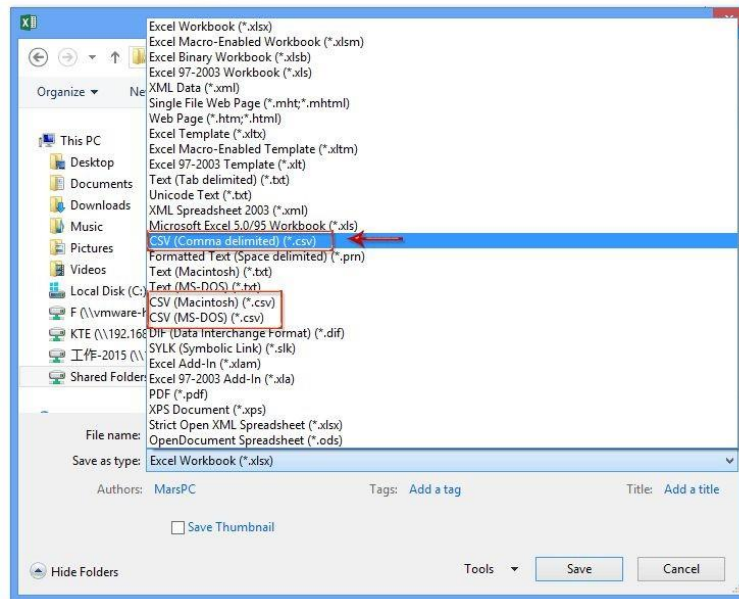 Excel Workbook (*.xlsx)
Excel Macro-Enabled Workbook (*.xlsm)
Excel Binary Workbook (*.xlsb)
Excel 97-2003 Workbook (*.xls)
XML Data (*.xml)
Single File Web Page (*.mht;*.mhtml)
Web Page (*.htm;*.html)
Excel Template (*.xltx)
Excel Macro-Enabled Template (*.xltm)
Excel 97-2003 Template (*.xlt)
Text (Tab delimited) (*.txt)
Unicode Text (*.txt)
XML Spreadsheet 2003 (*.xml)
Microsoft Excel 5.0/95 Workbook (*.xls)
CSV (Comma delimited) (*.csv)
Formatted Text (Space delimited) (*.prn)
Text (Macintosh) (*.txt)
Text (MS-DOS) (*.txt)
CSV (Macintosh) (*.csv)
CSV (MS-DOS) (*.csv)
DIF (Data Interchange Format) (*.dif)
SYLK (Symbolic Link) (*.slk)
Excel Add-In (*.xlam)
Excel 97-2003 Add-In (*.xla)
PDF (*.pdf)
XPS Document (*.xps)
Strict Open XML Spreadsheet (*.xlsx)
OpenDocument Spreadsheet (*.ods)
Organize Ne
This PC
Desktop
Documents
Downloads
Music
Pictures
Videos
Local Disk (C:)
F (\\vmware-h
KTE (\\192.168
工作-2015 (\\
Shared Folders
File name:
Save as type: Excel Workbook (*.xlsx)
Authors: MarsPC Tags: Add a tag Title: Add a title
Save Thumbnail
Hide Folders Tools Save Cancel